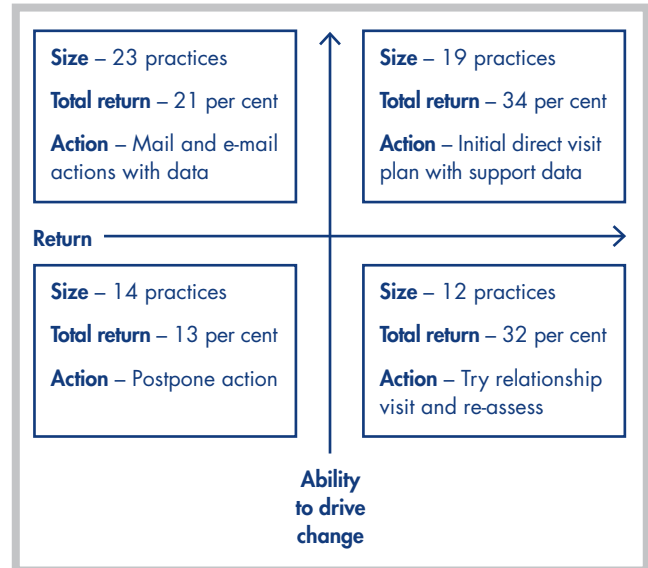 Size – 23 practices
Total return – 21 per cent
Action – Mail and e-mail
actions with data
Size – 19 practices
Total return – 34 per cent
Action – Initial direct visit
plan with support data
Return
Size – 14 practices
Total return – 13 per cent
Action – Postpone action
Size – 12 practices
Total return – 32 per cent
Action – Try relationship
visit and re-assess
Ability
to drive
change